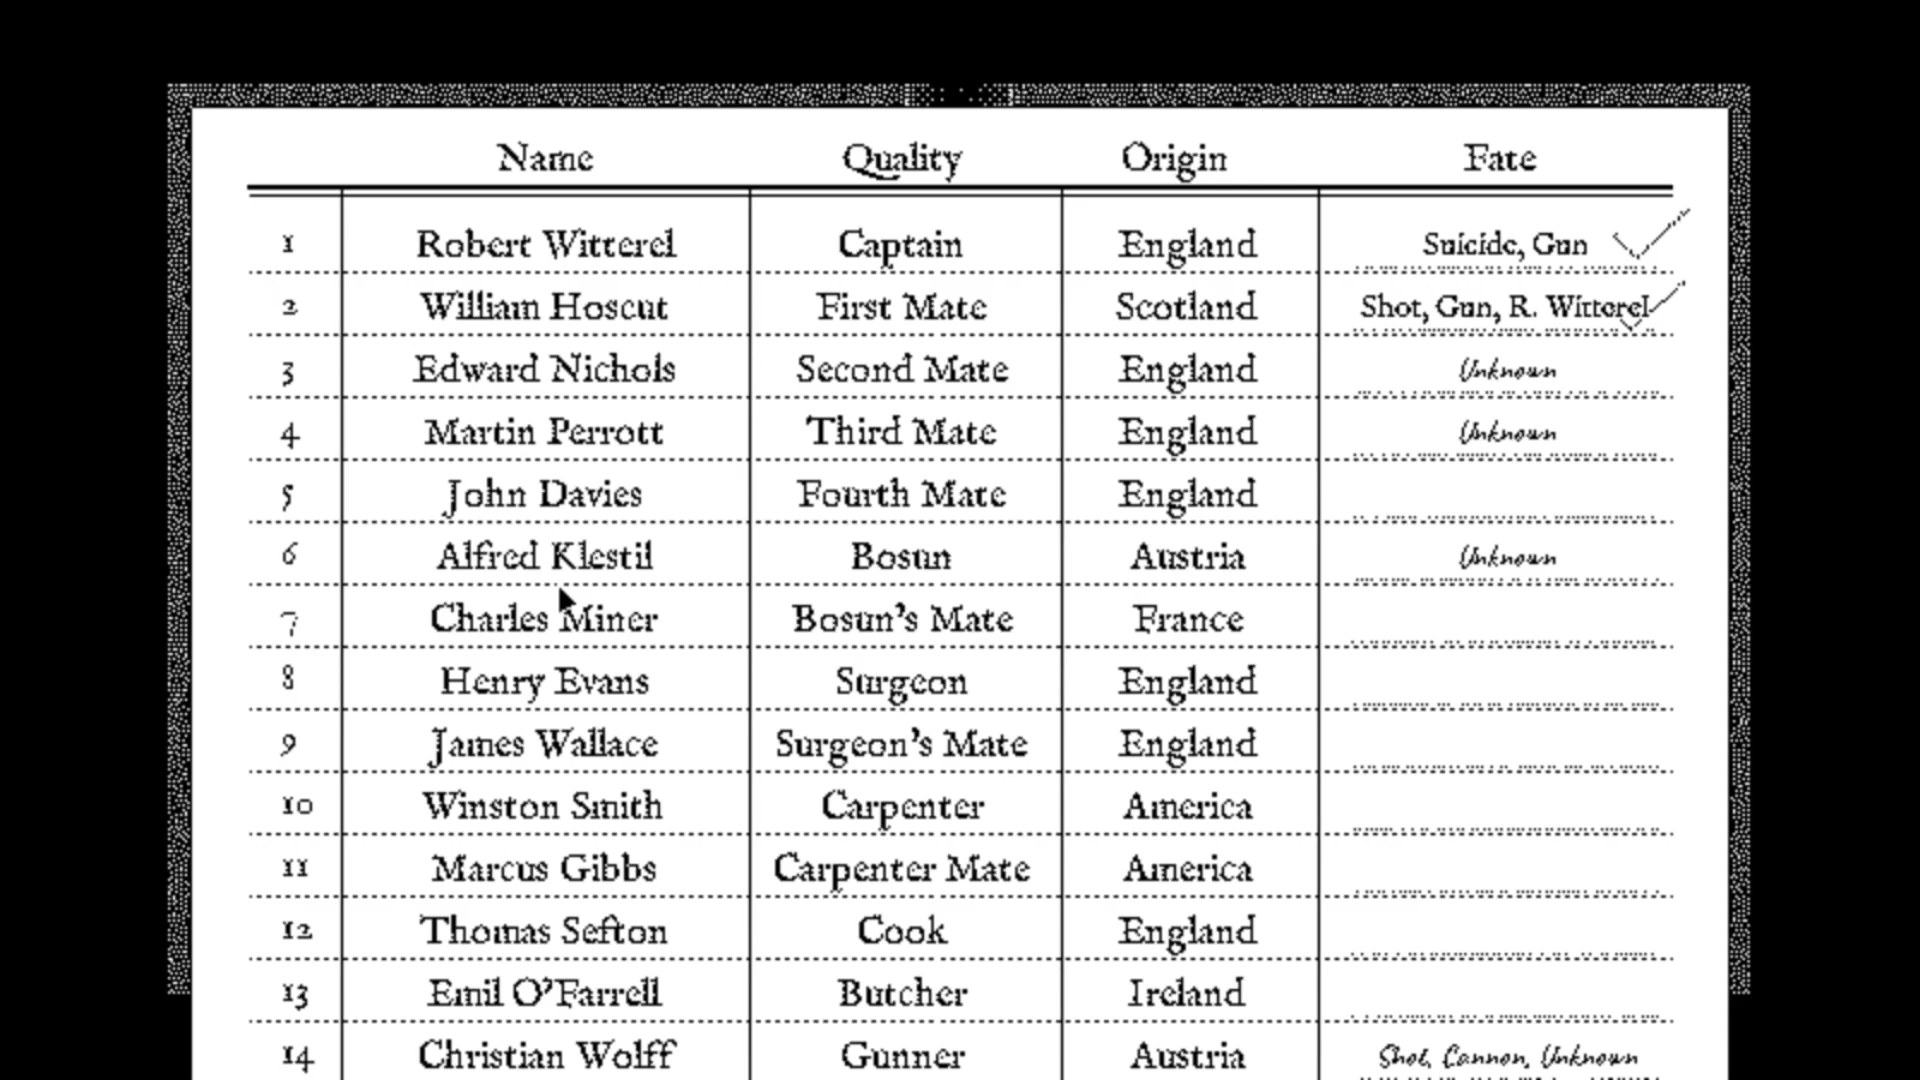 Name Quality Origin Fate
1 Robert Witterel Captain England Suicide, Gun
2 William Hoscut First Mate Scotland Shot, Gun, R. Witterel
3 Edward Nichols Second Mate England Unknown
4 Martin Perrott Third Mate England Unknown
5 John Davies Fourth Mate England
6 Alfred Klestil Bosun Austria Unknown
7 Charles Miner Bosun's Mate France
8 Henry Evans Surgeon England
9 James Wallace Surgeon's Mate England
10 Winston Smith Carpenter America
11 Marcus Gibbs Carpenter Mate America
12 Thomas Sefton Cook England
13 Emil O'Farrell Butcher Ireland
14 Christian Wolff Gunner Austria Shot, Cannon, Unknown